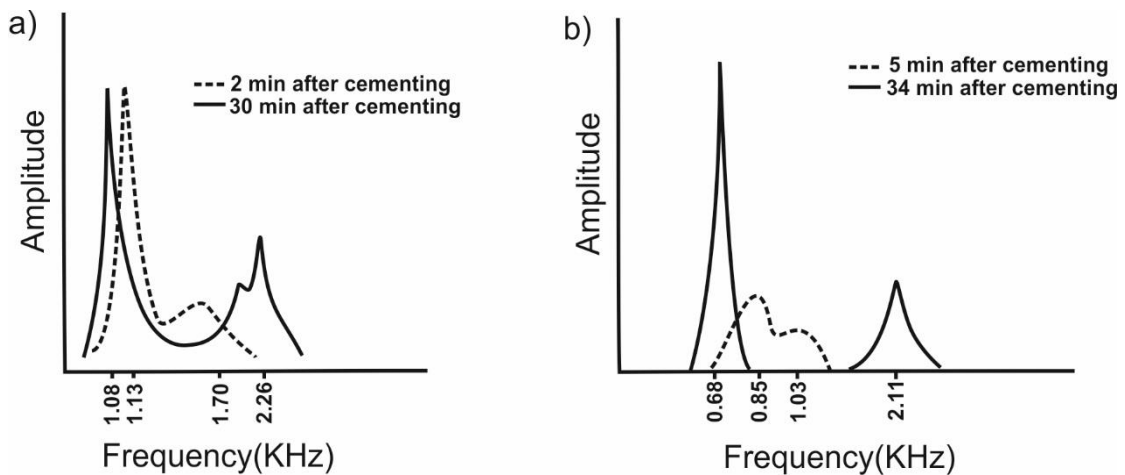 a)
Amplitude
2 min after cementing
30 min after cementing
1.08
1.13
1.70
2.26
Frequency(KHz)
b)
Amplitude
5 min after cementing
34 min after cementing
0.68
0.85
1.03
2.11
Frequency(KHz)